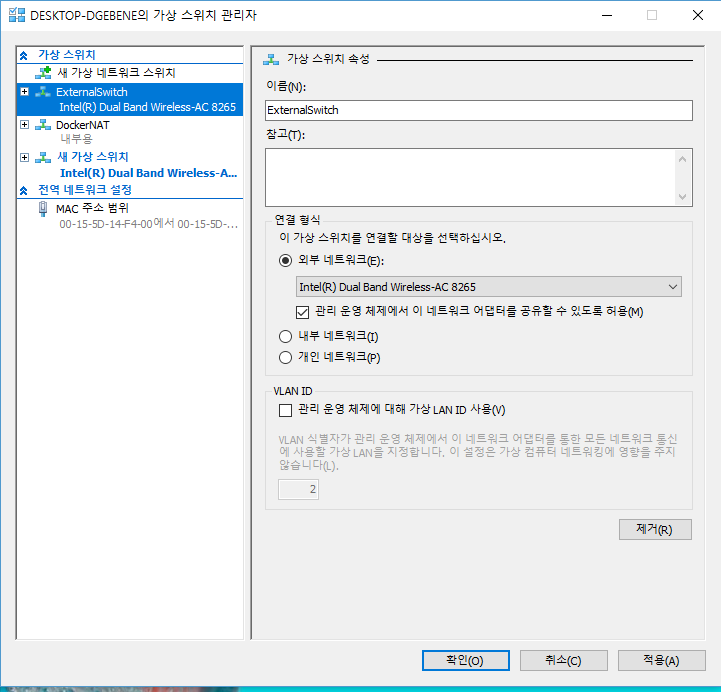 DESKTOP-DGEBENE의 가상 스위치 관리자
가상 스위치
새 가상 네트워크 스위치
ExternalSwitch
Intel(R) Dual Band Wireless-AC 8265
DockerNAT
내부용
새 가상 스위치
Intel(R) Dual Band Wireless-A...
전역 네트워크 설정
MAC 주소 범위
00-15-5D-14-F4-00에서 00-15-5D-...
가상 스위치 속성
이름(N):
ExternalSwitch
참고(T):
연결 형식
이 가상 스위치를 연결할 대상을 선택하십시오.
외부 네트워크(E):
Intel(R) Dual Band Wireless-AC 8265
관리 운영 체제에서 이 네트워크 어댑터를 공유할 수 있도록 허용(M)
내부 네트워크(I)
개인 네트워크(P)
VLAN ID
관리 운영 체제에 대해 가상 LAN ID 사용(V)
VLAN 식별자가 관리 운영 체제에서 이 네트워크 어댑터를 통한 모든 네트워크 통신
에 사용할 가상 LAN을 지정합니다. 이 설정은 가상 컴퓨터 네트워킹에 영향을 주지
않습니다(L).
2
제거(R)
확인(O)
취소(C)
적용(A)